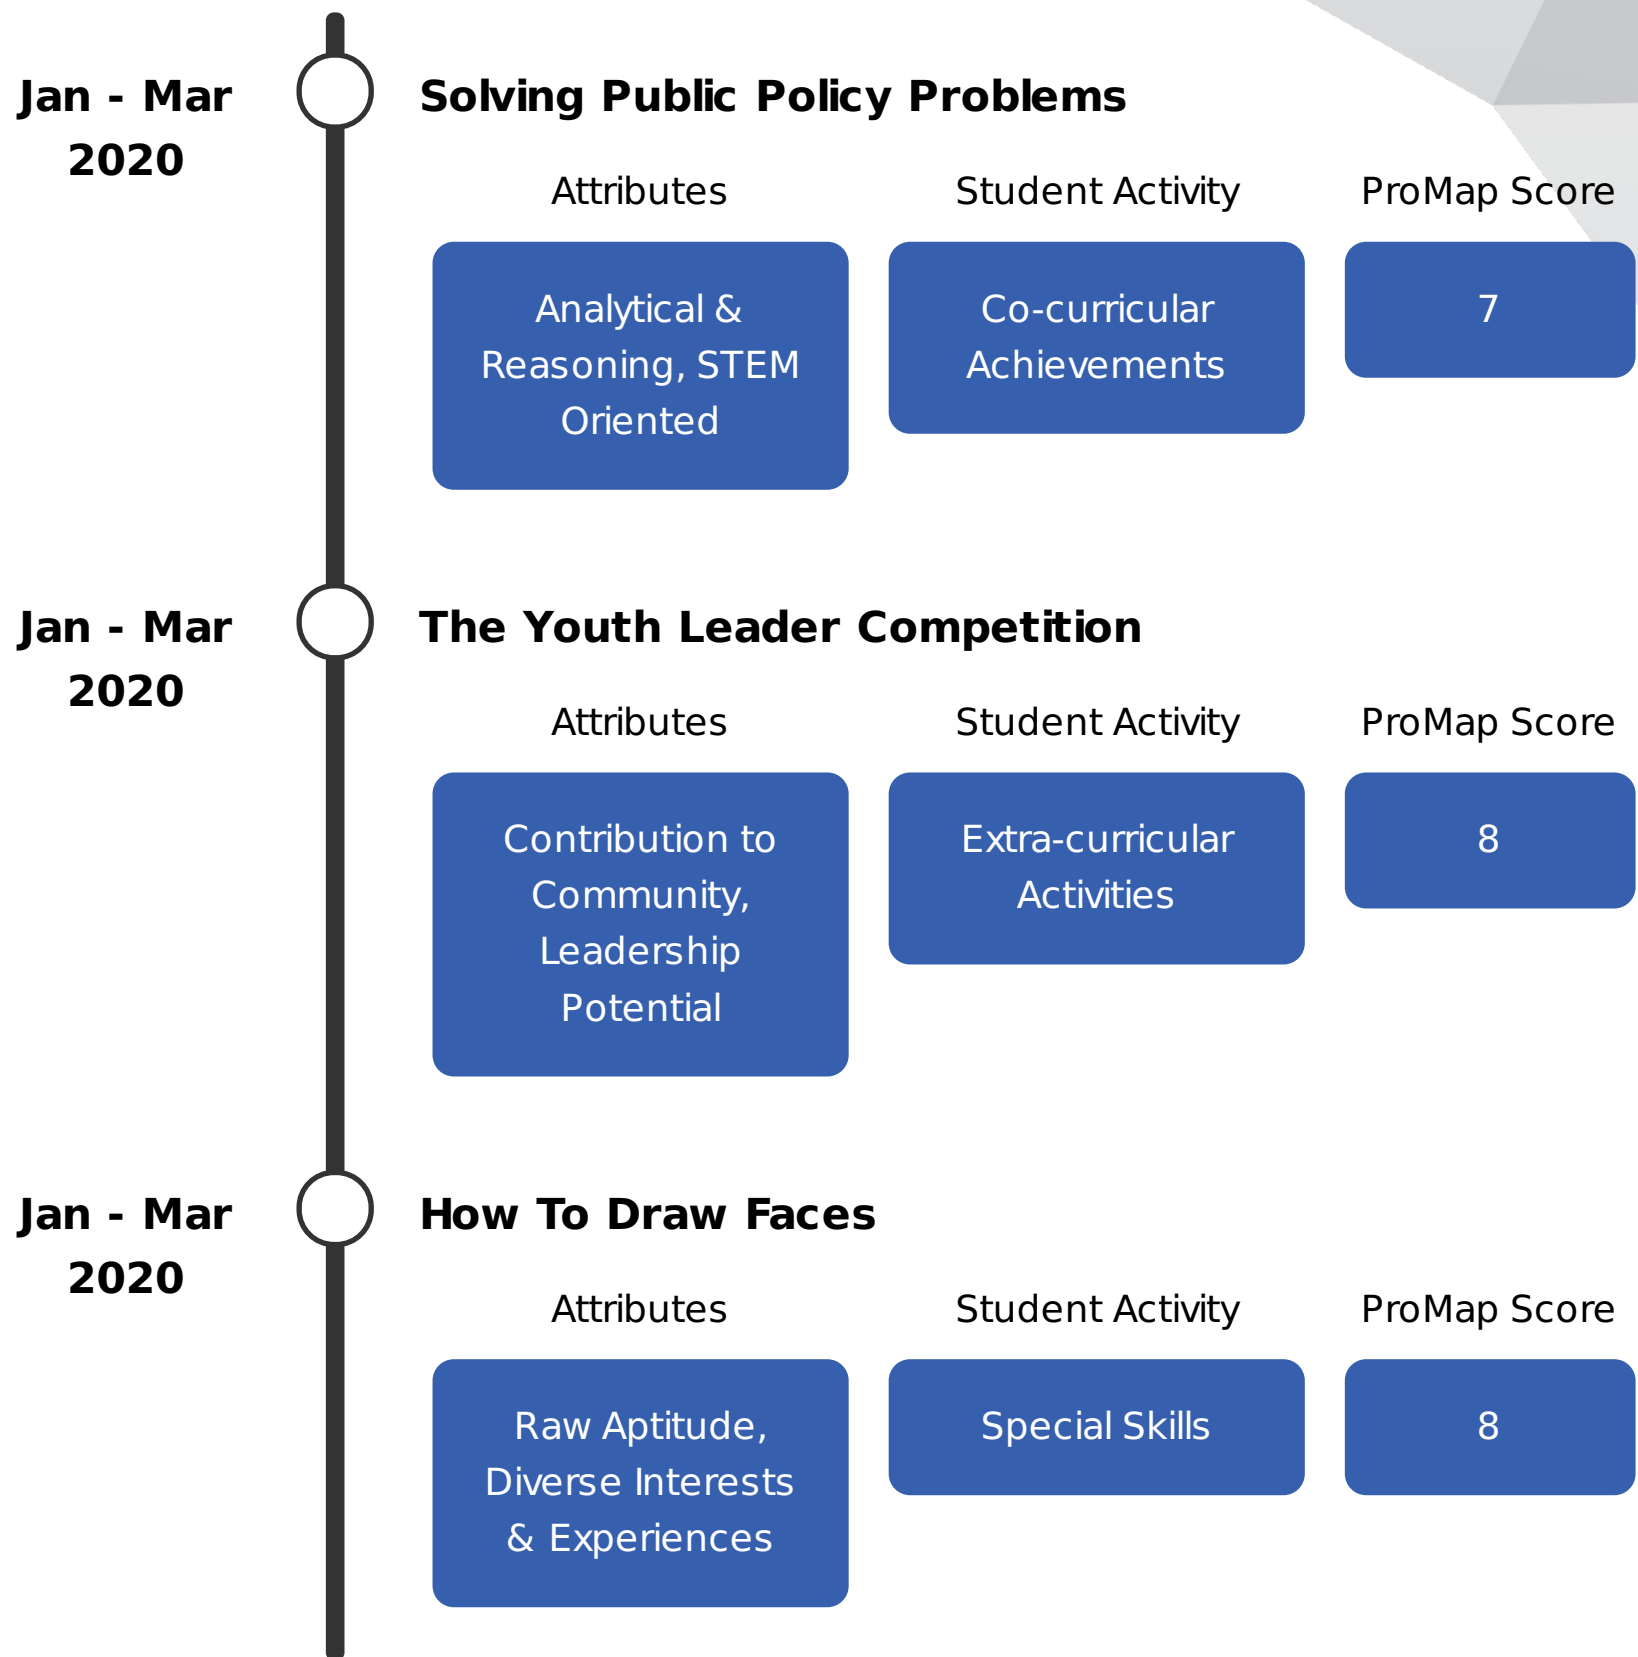 Jan - Mar
2020
Solving Public Policy Problems
Attributes
Student Activity
ProMap Score
Analytical &
Reasoning, STEM
Oriented
Co-curricular
Achievements
7
Jan - Mar
2020
The Youth Leader Competition
Attributes
Student Activity
ProMap Score
Contribution to
Community,
Leadership
Potential
Extra-curricular
Activities
8
Jan - Mar
2020
How To Draw Faces
Attributes
Student Activity
ProMap Score
Raw Aptitude,
Diverse Interests
& Experiences
Special Skills
8